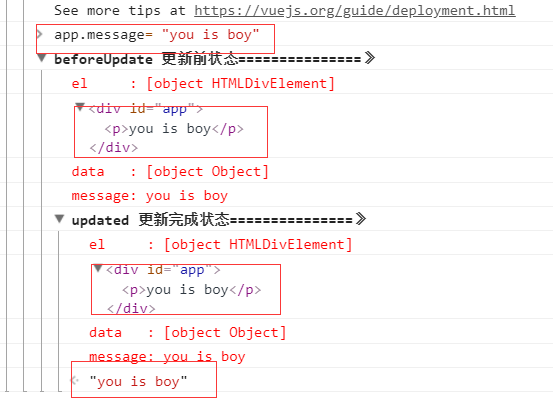 See more tips at https://vuejs.org/guide/deployment.html
> app.message= "you is boy"
▼ beforeUpdate 更新前状态===============》
el     : [object HTMLDivElement]
▼<div id="app">
<p>you is boy</p>
</div>
data   : [object Object]
message: you is boy
▼ updated 更新完成状态===============》
el     : [object HTMLDivElement]
▼<div id="app">
<p>you is boy</p>
</div>
data   : [object Object]
message: you is boy
"you is boy"